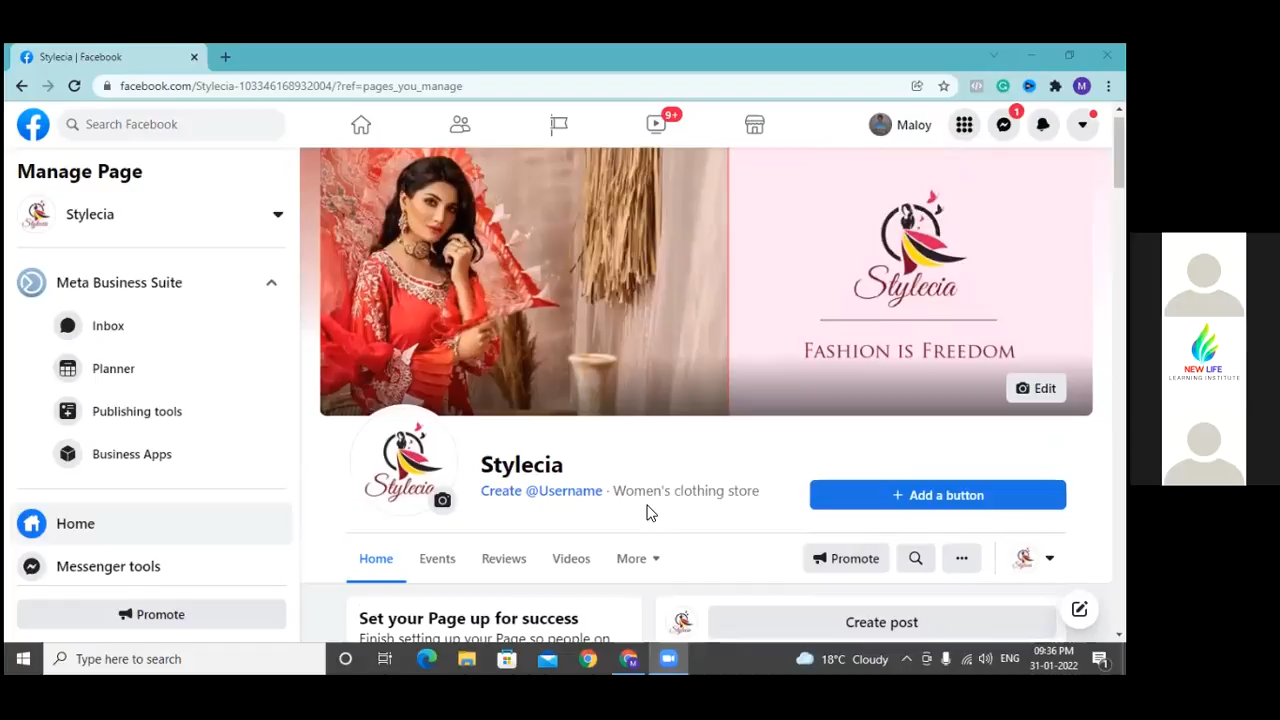 Stylecia | Facebook
facebook.com/Stylecia-103346168932004/?ref=pages_you_manage
Search Facebook
9+
Maloy
1
M
Manage Page
Stylecia
Meta Business Suite
Inbox
Planner
Publishing tools
Business Apps
Home
Messenger tools
Promote
Stylecia
FASHION IS FREEDOM
Edit
Stylecia
Stylecia
Create @Username · Women's clothing store
+ Add a button
Home
Events
Reviews
Videos
More
Promote
Set your Page up for success
Finish setting up your Page so people on
Create post
NEW LIFE
LEARNING INSTITUTE
Type here to search
18°C Cloudy
ENG
09:36 PM
31-01-2022
1